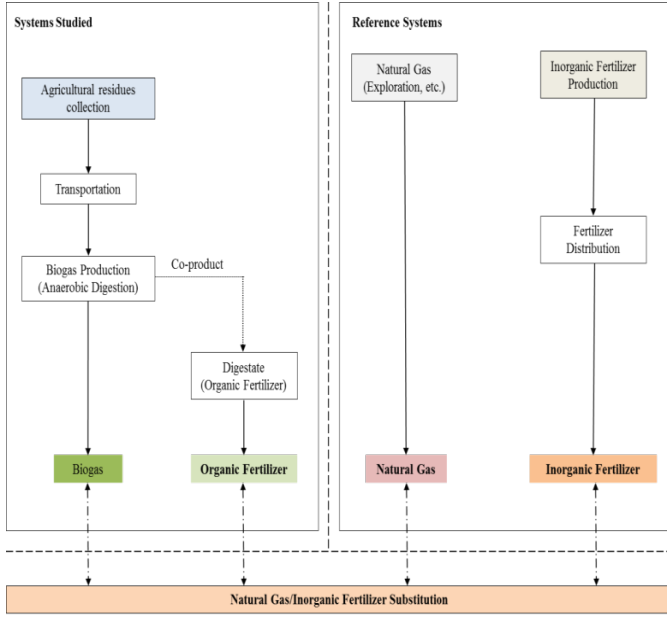 Systems Studied
Agricultural residues
collection
Transportation
Biogas Production
(Anaerobic Digestion)
Co-product
Digestate
(Organic Fertilizer)
Biogas
Organic Fertilizer
Reference Systems
Natural Gas
(Exploration, etc.)
Inorganic Fertilizer
Production
Fertilizer
Distribution
Natural Gas
Inorganic Fertilizer
Natural Gas/Inorganic Fertilizer Substitution